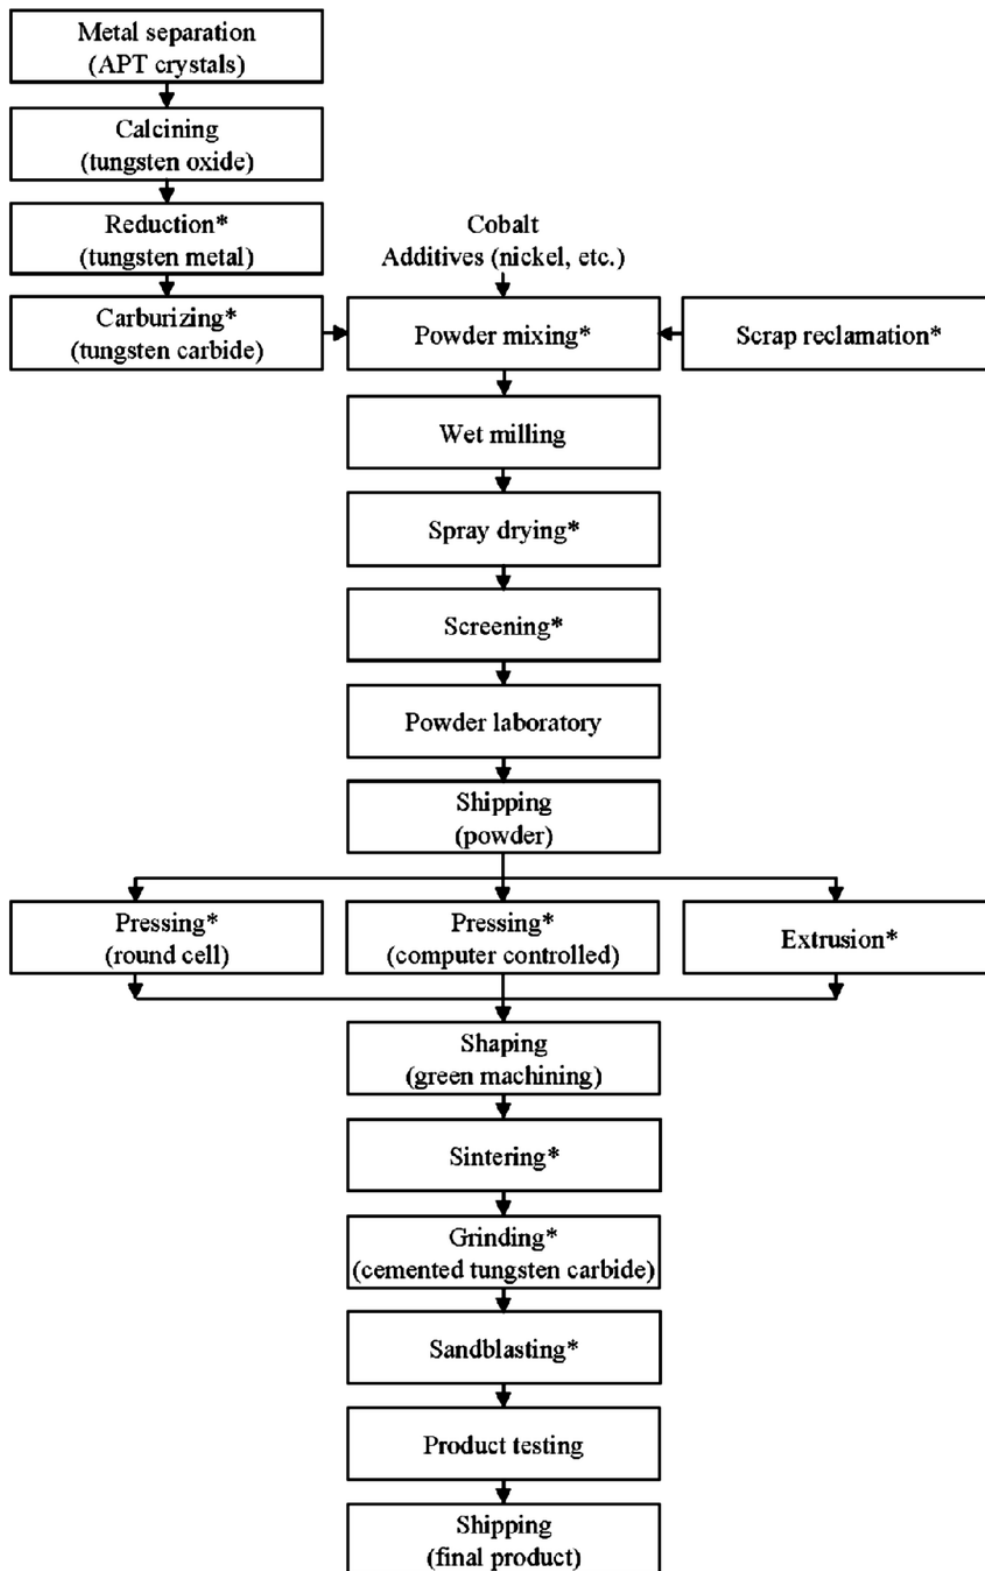 Metal separation
(APT crystals)
Calcining
(tungsten oxide)
Reduction*
(tungsten metal)
Cobalt
Additives (nickel, etc.)
Carburizing*
(tungsten carbide)
Powder mixing*
Scrap reclamation*
Wet milling
Spray drying*
Screening*
Powder laboratory
Shipping
(powder)
Pressing*
(round cell)
Pressing*
(computer controlled)
Extrusion*
Shaping
(green machining)
Sintering*
Grinding*
(cemented tungsten carbide)
Sandblasting*
Product testing
Shipping
(final product)